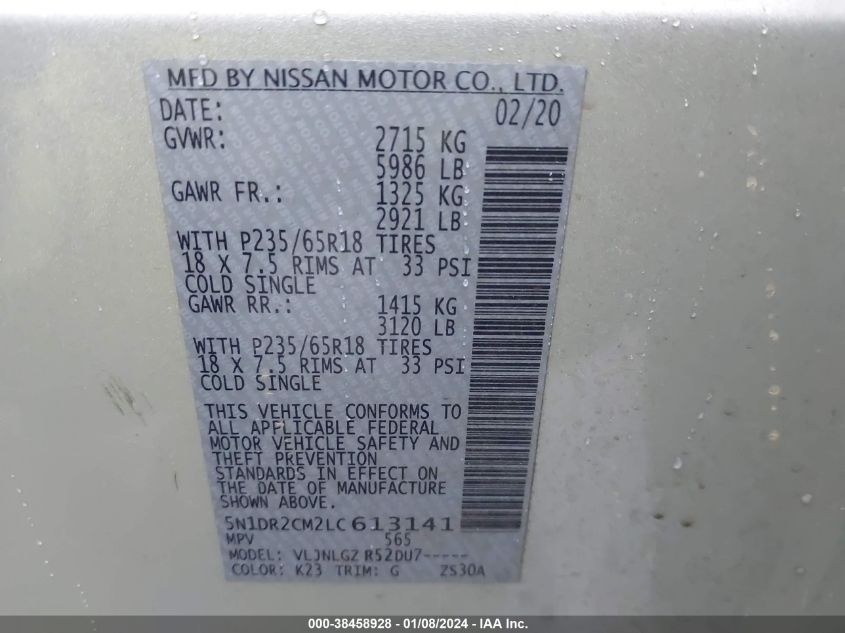 MFD BY NISSAN MOTOR CO., LTD.
DATE: 02/20
GVWR: 2715 KG
5986 LB
GAWR FR.: 1325 KG
2921 LB
WITH P235/65R18 TIRES
18 X 7.5 RIMS AT 33 PSI
COLD SINGLE
GAWR RR.: 1415 KG
3120 LB
WITH P235/65R18 TIRES
18 X 7.5 RIMS AT 33 PSI
COLD SINGLE
THIS VEHICLE CONFORMS TO
ALL APPLICABLE FEDERAL
MOTOR VEHICLE SAFETY AND
THEFT PREVENTION
STANDARDS IN EFFECT ON
THE DATE OF MANUFACTURE
SHOWN ABOVE.
5N1DR2CM2LC613141
MPV 565
MODEL: VLJNLGZ R52DU7-----
COLOR: K23 TRIM: G ZS30A
000-38458928 - 01/08/2024 - IAA Inc.